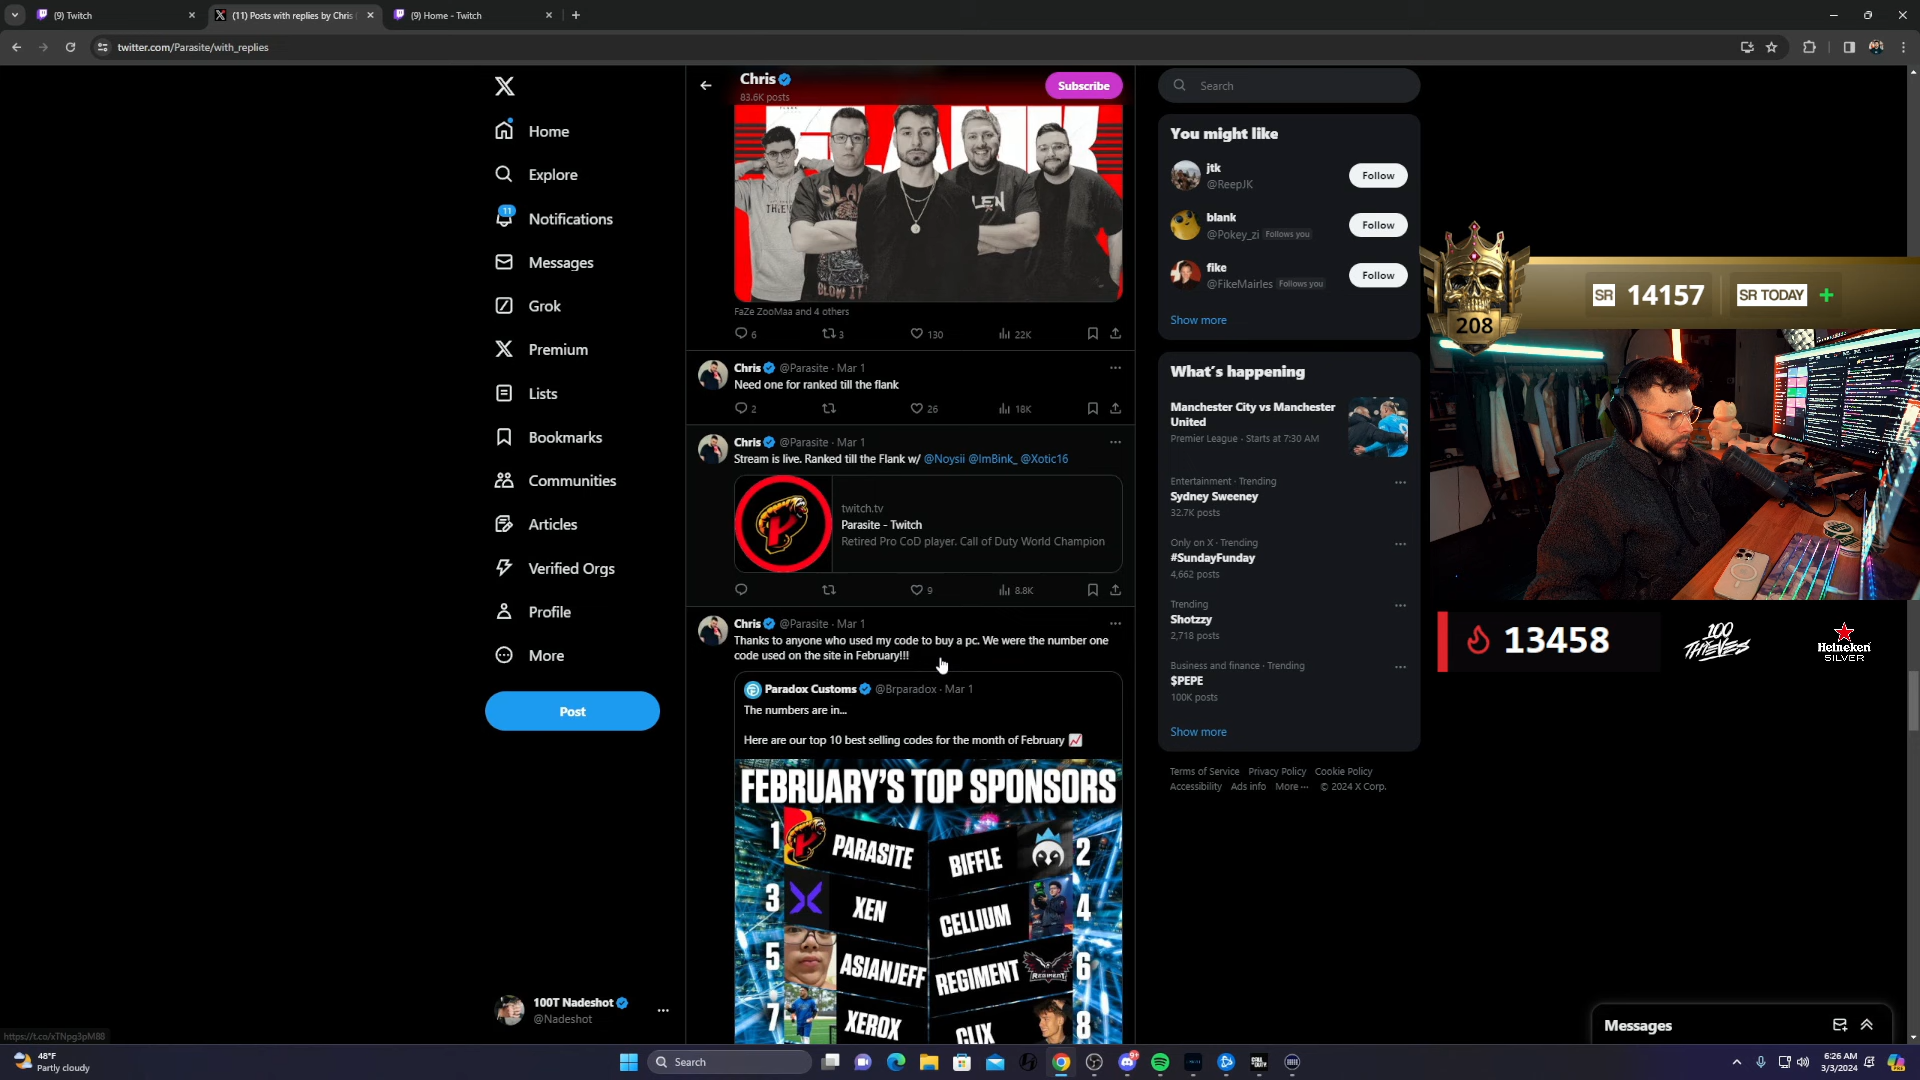 (9) Twitch
(11) Posts with replies by Chris
(9) Home - Twitch
twitter.com/Parasite/with_replies
Home
Explore
11
Notifications
Messages
Grok
Premium
Lists
Bookmarks
Communities
Articles
Verified Orgs
Profile
More
Post
100T Nadeshot
@Nadeshot
https://t.co/xTNpg3pM88
Chris
83.6K posts
Subscribe
FaZe ZooMaa and 4 others
6
3
130
22K
Chris @Parasite · Mar 1
Need one for ranked till the flank
2
26
18K
Chris @Parasite · Mar 1
Stream is live. Ranked till the Flank w/ @Noysii @ImBink_ @Xotic16
twitch.tv
Parasite - Twitch
Retired Pro CoD player. Call of Duty World Champion
9
8.8K
Chris @Parasite · Mar 1
Thanks to anyone who used my code to buy a pc. We were the number one
code used on the site in February!!!
Paradox Customs @Brparadox · Mar 1
The numbers are in...
Here are our top 10 best selling codes for the month of February
FEBRUARY'S TOP SPONSORS
1 PARASITE
BIFFLE 2
3 XEN
CELLIUM 4
5 ASIANJEFF
REGIMENT 6
7 XEROX
CLIX 8
Search
You might like
jtk
@ReepJK
Follow
blank
@Pokey_zi Follows you
Follow
fike
@FikeMairles Follows you
Follow
Show more
What's happening
Manchester City vs Manchester
United
Premier League · Starts at 7:30 AM
Entertainment · Trending
Sydney Sweeney
32.7K posts
Only on X · Trending
#SundayFunday
4,662 posts
Trending
Shotzzy
2,718 posts
Business and finance · Trending
$PEPE
100K posts
Show more
Terms of Service Privacy Policy Cookie Policy
Accessibility Ads info More ··· © 2024 X Corp.
208
SR 14157
SR TODAY +
13458
100 THIEVES
Heineken
SILVER
Messages
48°F
Partly cloudy
Search
6:26 AM
3/3/2024